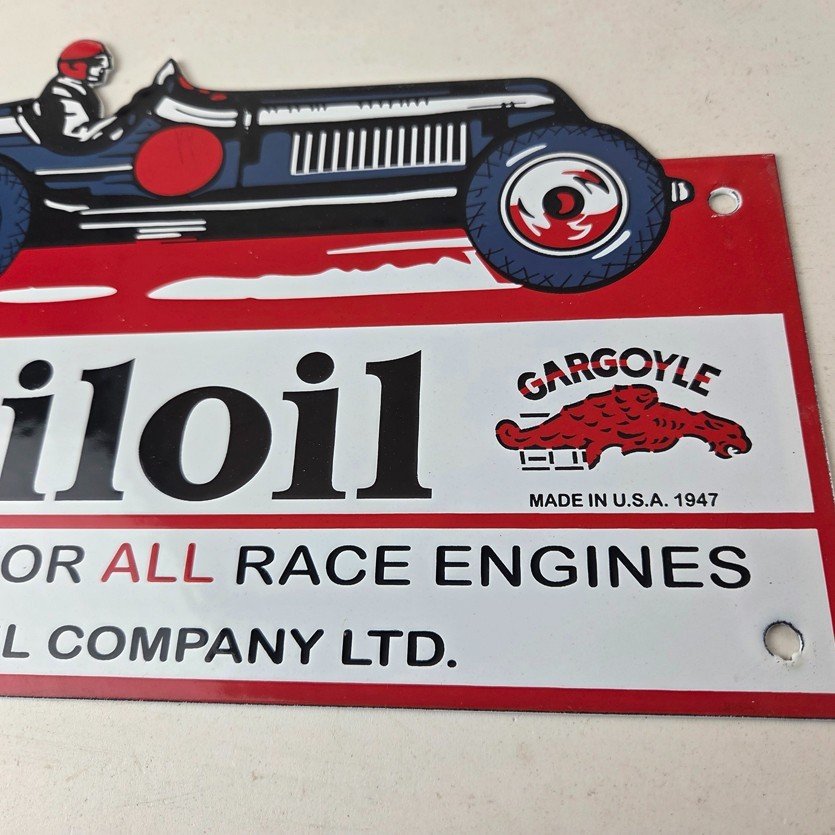 iloil
GARGOYLE
MADE IN U.S.A. 1947
OR ALL RACE ENGINES
L COMPANY LTD.